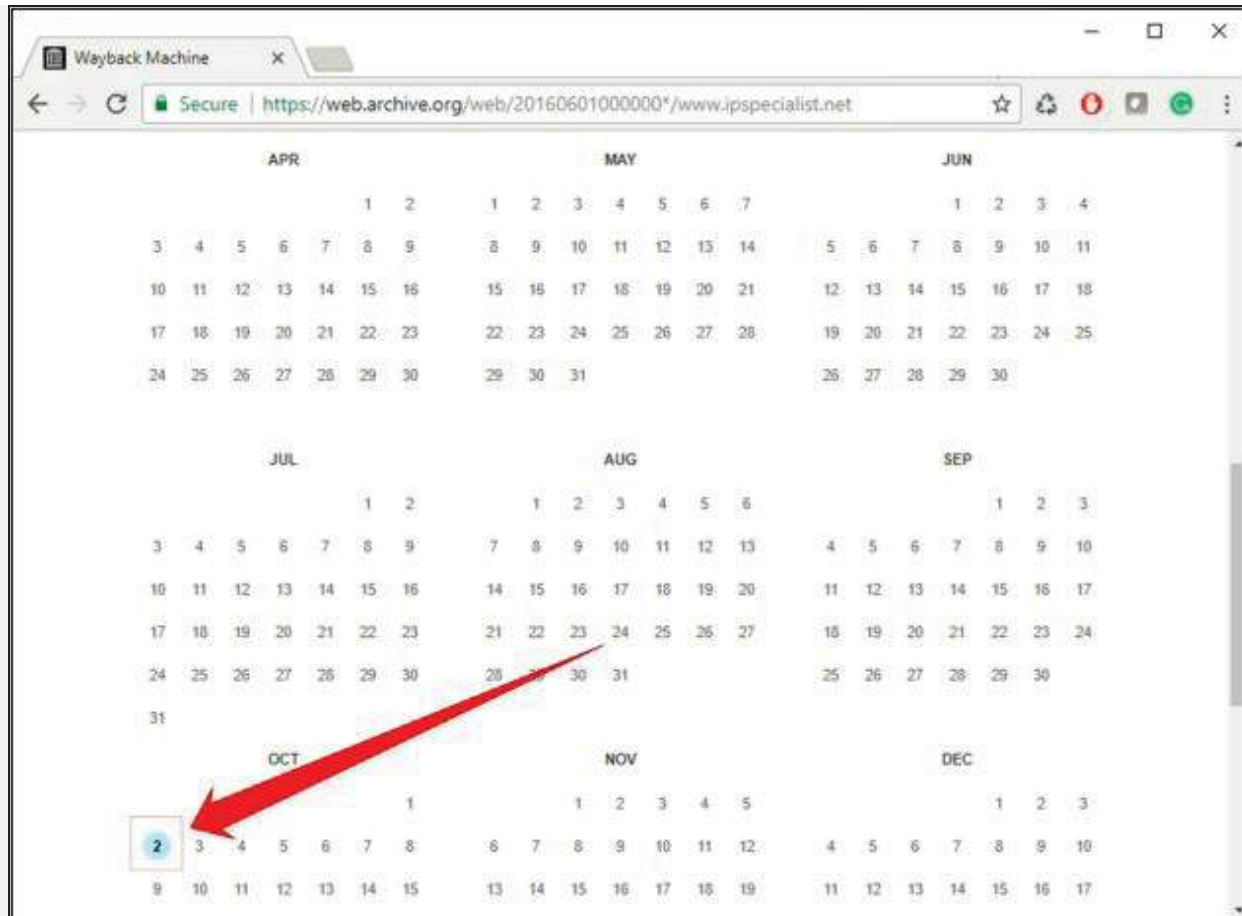 Wayback Machine
Secure | https://web.archive.org/web/20160601000000*/www.ipspecialist.net
APR MAY JUN
1 2 1 2 3 4 5 6 7 1 2 3 4
3 4 5 6 7 8 9 8 9 10 11 12 13 14 5 6 7 8 9 10 11
10 11 12 13 14 15 16 15 16 17 18 19 20 21 12 13 14 15 16 17 18
17 18 19 20 21 22 23 22 23 24 25 26 27 28 19 20 21 22 23 24 25
24 25 26 27 28 29 30 29 30 31 26 27 28 29 30
JUL AUG SEP
1 2 1 2 3 4 5 6 1 2 3
3 4 5 6 7 8 9 7 8 9 10 11 12 13 4 5 6 7 8 9 10
10 11 12 13 14 15 16 14 15 16 17 18 19 20 11 12 13 14 15 16 17
17 18 19 20 21 22 23 21 22 23 24 25 26 27 18 19 20 21 22 23 24
24 25 26 27 28 29 30 28 29 30 31 25 26 27 28 29 30
31
OCT NOV DEC
1 1 2 3 4 5 1 2 3
2 3 4 5 6 7 8 6 7 8 9 10 11 12 4 5 6 7 8 9 10
9 10 11 12 13 14 15 13 14 15 16 17 18 19 11 12 13 14 15 16 17